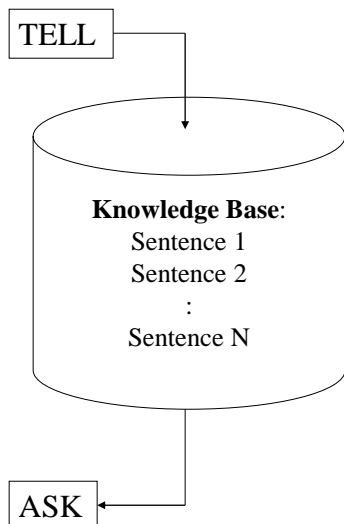 TELL
Knowledge Base:
Sentence 1
Sentence 2
:
Sentence N
ASK